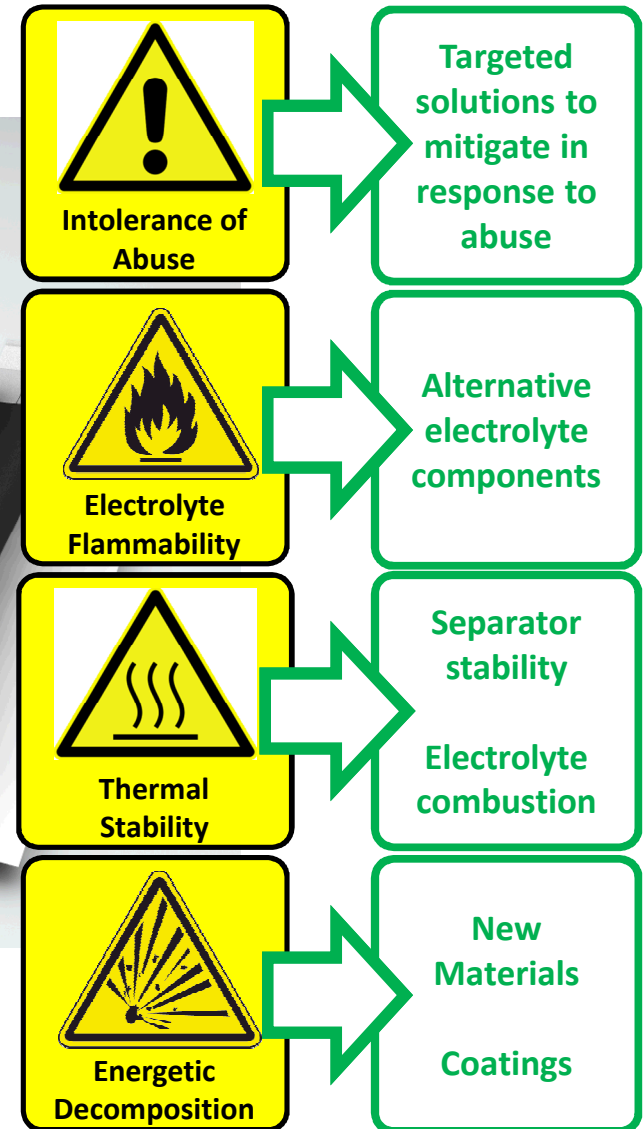 Intolerance of
Abuse
Targeted
solutions to
mitigate in
response to
abuse
Electrolyte
Flammability
Alternative
electrolyte
components
Thermal
Stability
Separator
stability
Electrolyte
combustion
Energetic
Decomposition
New
Materials
Coatings